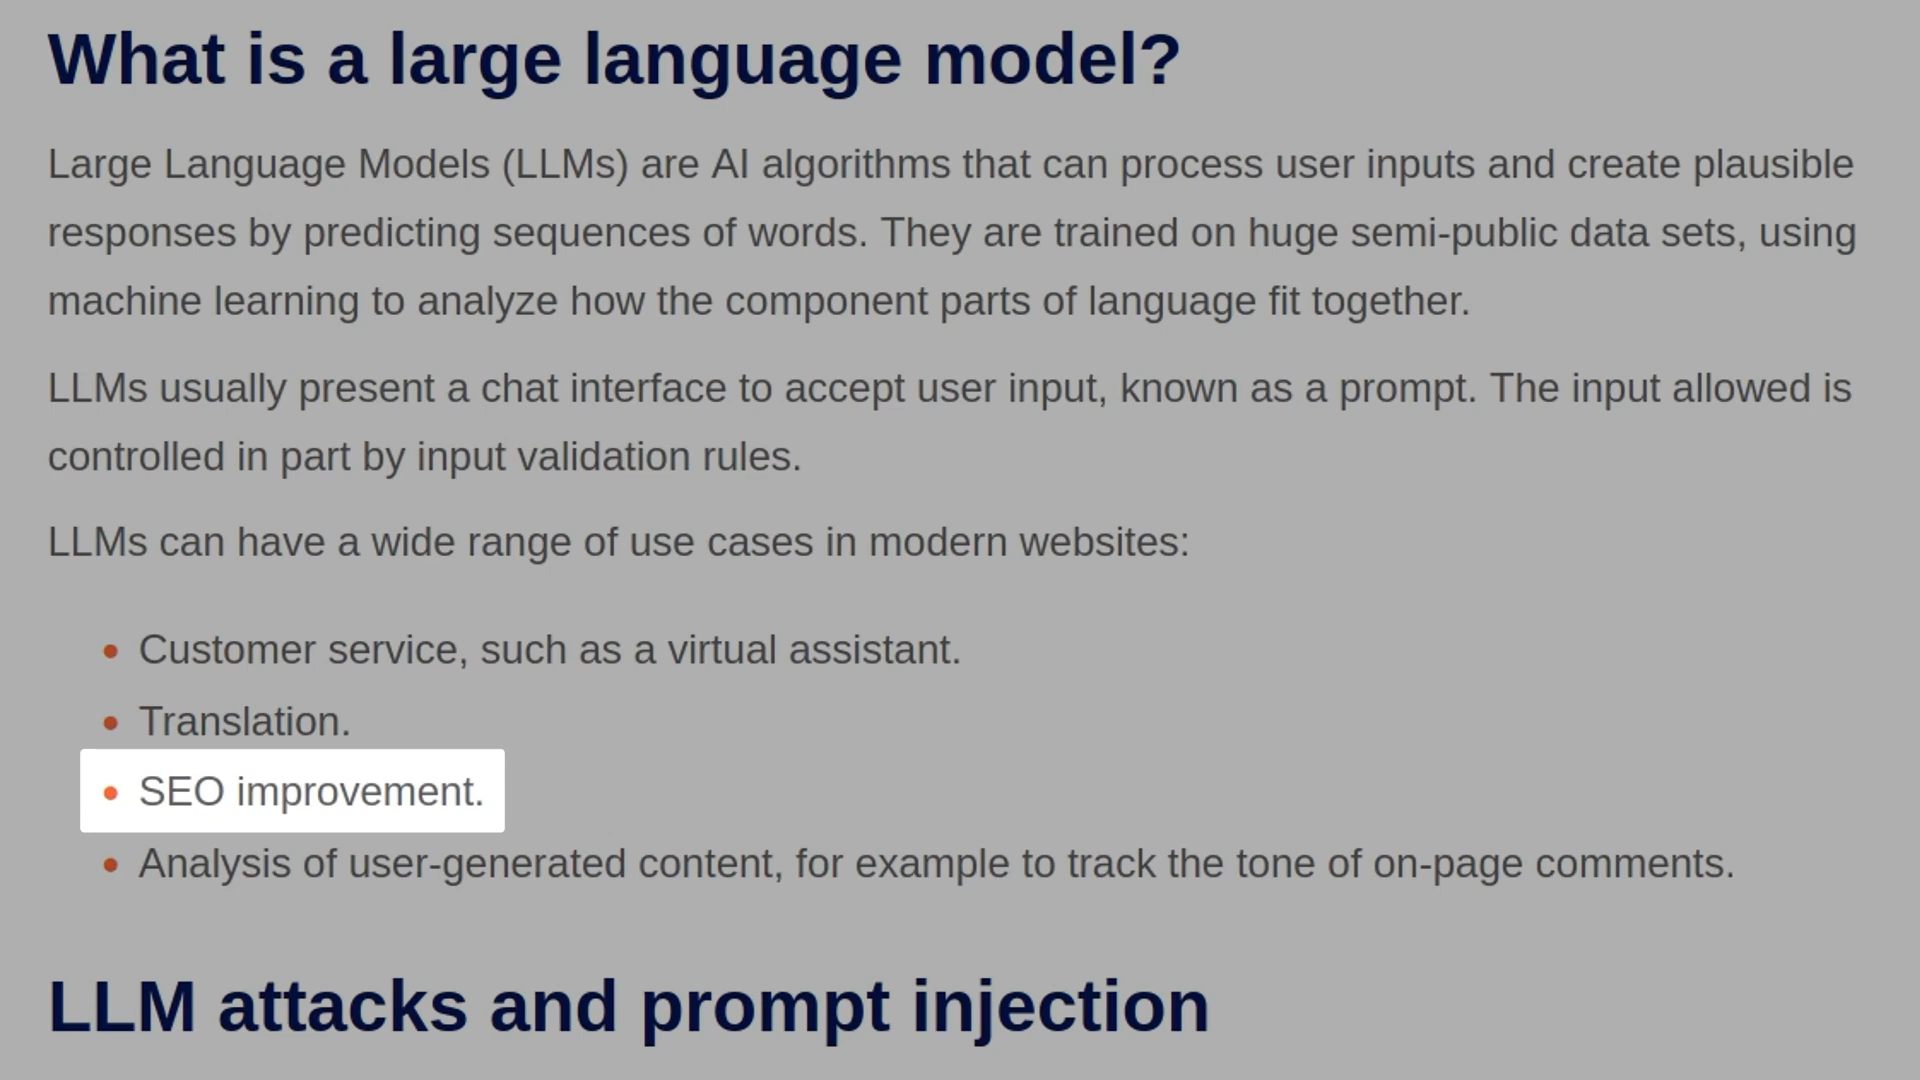 What is a large language model?
Large Language Models (LLMs) are AI algorithms that can process user inputs and create plausible
responses by predicting sequences of words. They are trained on huge semi-public data sets, using
machine learning to analyze how the component parts of language fit together.
LLMs usually present a chat interface to accept user input, known as a prompt. The input allowed is
controlled in part by input validation rules.
LLMs can have a wide range of use cases in modern websites:
• Customer service, such as a virtual assistant.
• Translation.
• SEO improvement.
• Analysis of user-generated content, for example to track the tone of on-page comments.
LLM attacks and prompt injection